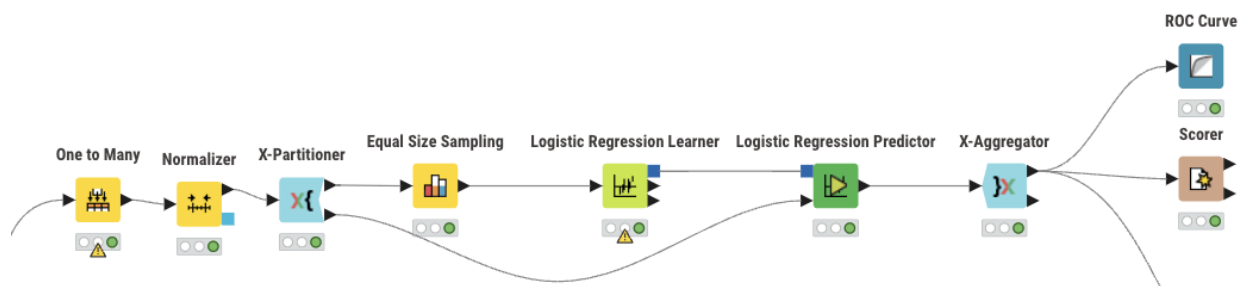 ROC Curve
Equal Size Sampling
Logistic Regression Learner
Logistic Regression Predictor
X-Aggregator
Scorer
One to Many
Normalizer
X-Partitioner